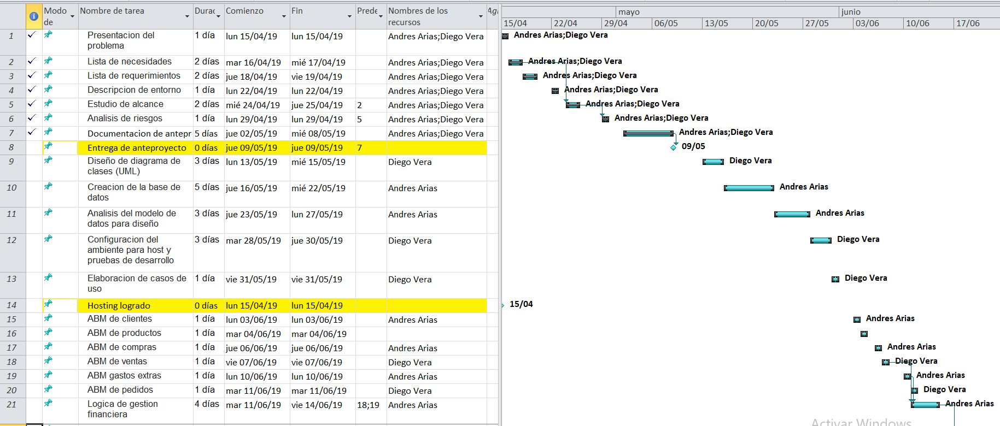 Modo de Nombre de tarea Durac Comienzo Fin Prede Nombres de los recursos
mayo junio
15/04 22/04 29/04 06/05 13/05 20/05 27/05 03/06 10/06 17/06
1 Presentacion del problema 1 día lun 15/04/19 lun 15/04/19 Andres Arias;Diego Vera Andres Arias;Diego Vera
2 Lista de necesidades 2 días mar 16/04/19 mié 17/04/19 Andres Arias;Diego Vera Andres Arias;Diego Vera
3 Lista de requerimientos 2 días jue 18/04/19 vie 19/04/19 Andres Arias;Diego Vera Andres Arias;Diego Vera
4 Descripcion de entorno 1 día lun 22/04/19 lun 22/04/19 Andres Arias;Diego Vera Andres Arias;Diego Vera
5 Estudio de alcance 2 días mié 24/04/19 jue 25/04/19 2 Andres Arias;Diego Vera Andres Arias;Diego Vera
6 Analisis de riesgos 1 día lun 29/04/19 lun 29/04/19 5 Andres Arias;Diego Vera Andres Arias;Diego Vera
7 Documentacion de antepr 5 días jue 02/05/19 mié 08/05/19 Andres Arias;Diego Vera Andres Arias;Diego Vera
8 Entrega de anteproyecto 0 días jue 09/05/19 jue 09/05/19 7 09/05
9 Diseño de diagrama de clases (UML) 3 días lun 13/05/19 mié 15/05/19 Diego Vera Diego Vera
10 Creacion de la base de datos 5 días jue 16/05/19 mié 22/05/19 Andres Arias Andres Arias
11 Analisis del modelo de datos para diseño 3 días jue 23/05/19 lun 27/05/19 Andres Arias Andres Arias
12 Configuracion del ambiente para host y pruebas de desarrollo 3 días mar 28/05/19 jue 30/05/19 Diego Vera Diego Vera
13 Elaboracion de casos de uso 1 día vie 31/05/19 vie 31/05/19 Diego Vera Diego Vera
14 Hosting logrado 0 días lun 15/04/19 lun 15/04/19 15/04
15 ABM de clientes 1 día lun 03/06/19 lun 03/06/19 Andres Arias Andres Arias
16 ABM de productos 1 día mar 04/06/19 mar 04/06/19
17 ABM de compras 1 día jue 06/06/19 jue 06/06/19 Andres Arias Andres Arias
18 ABM de ventas 1 día vie 07/06/19 vie 07/06/19 Diego Vera Diego Vera
19 ABM gastos extras 1 día lun 10/06/19 lun 10/06/19 Andres Arias Andres Arias
20 ABM de pedidos 1 día mar 11/06/19 mar 11/06/19 Diego Vera Diego Vera
21 Logica de gestion financiera 4 días mar 11/06/19 vie 14/06/19 18;19 Andres Arias Andres Arias
Activar Windows